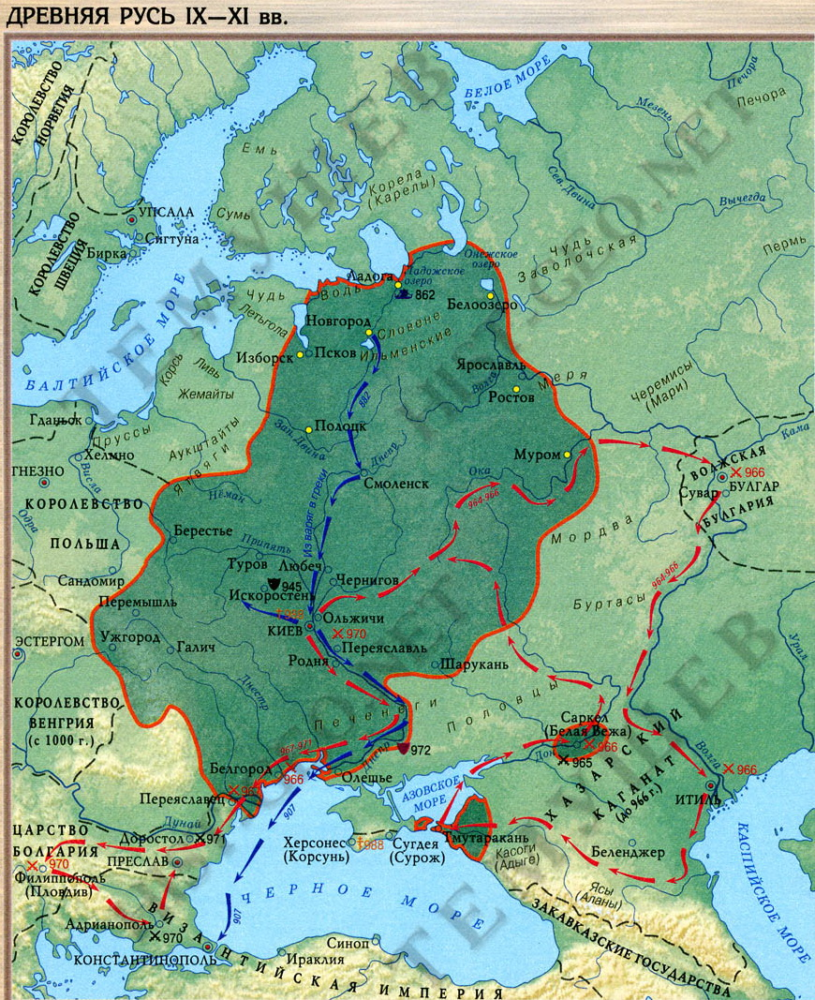 ДРЕВНЯЯ РУСЬ IX—XI вв.
КОРОЛЕВСТВО
НОРВЕГИЯ
БЕЛОЕ МОРЕ
Мезень
Печора
Печора
Емь
Корела
(Карелы)
Сев. Двина
Вычегда
Сумь
УПСАЛА
Сигтуна
Бирка
КОРОЛЕВСТВО
ШВЕЦИЯ
Онежское
озеро
Чудь
Заволочская
Пермь
Ладога
Ладожское
озеро
862
Чудь
Водь
Летьгола
Белоозеро
Новгород
Словене
Ильменские
БАЛТИЙСКОЕ МОРЕ
Изборск
Псков
Корсь
Ливь
Жемайты
Ярославль
Волга
Меря
Ростов
Черемисы
(Мари)
882
Гданьск
Пруссы
Аукштайты
Ятвяги
Полоцк
Зап. Двина
Днепр
Кама
Хелмно
Висла
ГНЕЗНО
Муром
ВОЛЖСКАЯ
966
Неман
Смоленск
Ока
964-966
Сувар
БУЛГАР
БУЛГАРИЯ
КОРОЛЕВСТВО
ПОЛЬША
Одра
Из варяг в греки
Мордва
Берестье
Припять
964-966
Туров
Любеч
Сандомир
945
Чернигов
Искоростень
Буртасы
Перемышль
Ольжичи
КИЕВ
970
Ужгород
ЭСТЕРГОМ
Галич
Переяславль
Родня
Шарукань
Урал
Днестр
КОРОЛЕВСТВО
ВЕНГРИЯ
(с 1000 г.)
Печенеги
Половцы
Саркел
(Белая Вежа)
966
965
967-971
972
Днепр
Дон
ХАЗАРСКИЙ
КАГАНАТ
(до 966 г.)
Волга
966
ИТИЛЬ
Белгород
966
Олешье
Переяславец
967
907
АЗОВСКОЕ
МОРЕ
ЦАРСТВО
БОЛГАРИЯ
Дунай
Доростол
971
ПРЕСЛАВ
970
Филиппополь
(Пловдив)
Херсонес
(Корсунь)
988
Сугдея
(Сурож)
Тмутаракань
Касоги
(Адыге)
Беленджер
Ясы
(Аланы)
КАСПИЙСКОЕ МОРЕ
ЧЕРНОЕ МОРЕ
907
Адрианополь
970
КОНСТАНТИНОПОЛЬ
Синоп
Ираклия
ВИЗАНТИЙСКАЯ ИМПЕРИЯ
ЗАКАВКАЗСКИЕ ГОСУДАРСТВА